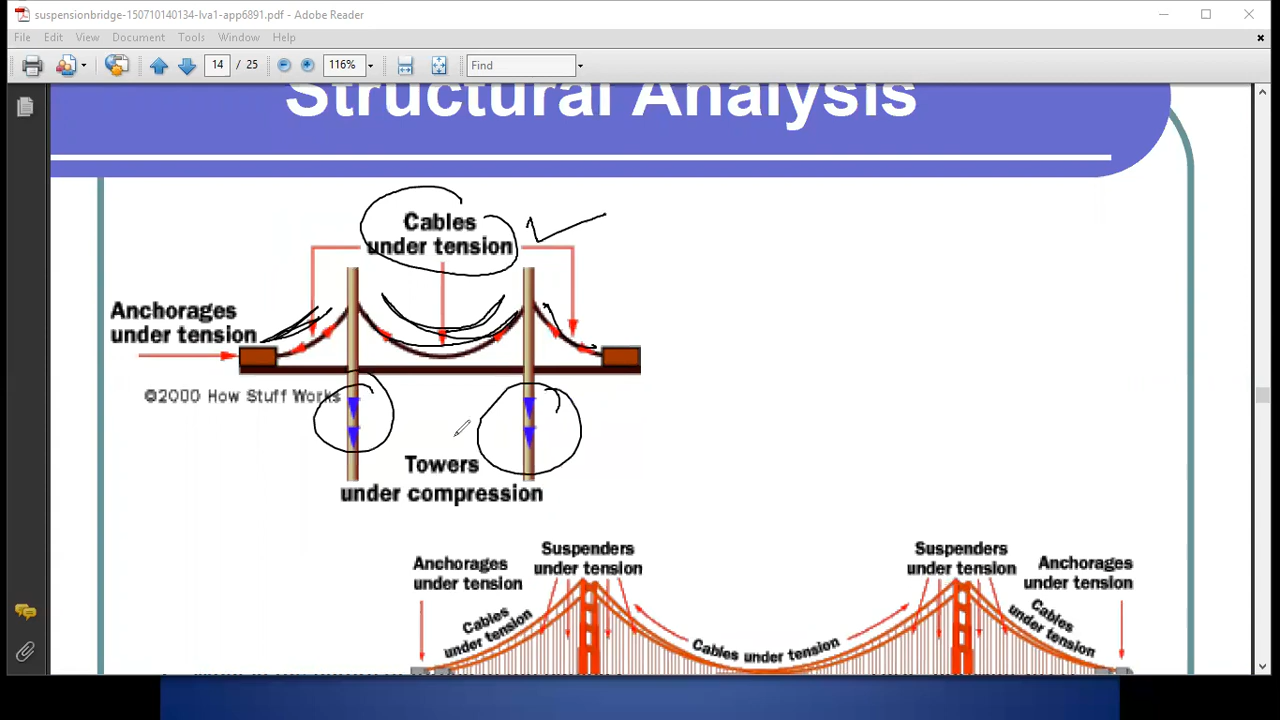 suspensionbridge-150710140134-lva1-app6891.pdf - Adobe Reader
File Edit View Document Tools Window Help
14 / 25 116% Find
Structural Analysis
Cables
under tension
Anchorages
under tension
©2000 How Stuff Works
Towers
under compression
Suspenders
under tension
Suspenders
under tension
Anchorages
under tension
Anchorages
under tension
Cables
under tension
Cables under tension
Cables
under tension